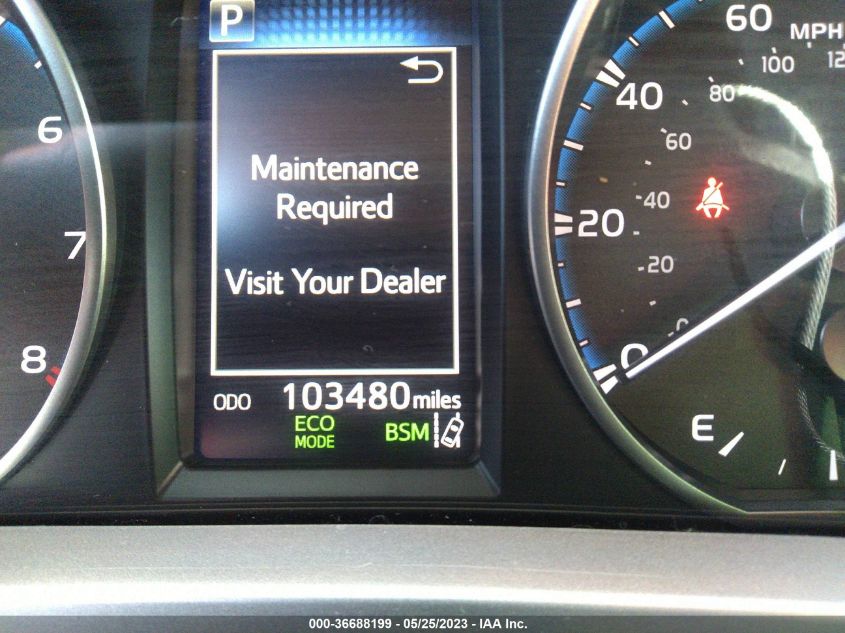 P
Maintenance
Required
Visit Your Dealer
ODO 103480 miles
ECO
MODE
BSM
6
7
8
60
MPH
40
20
0
100
80
60
40
20
0
E
000-36688199 - 05/25/2023 - IAA Inc.